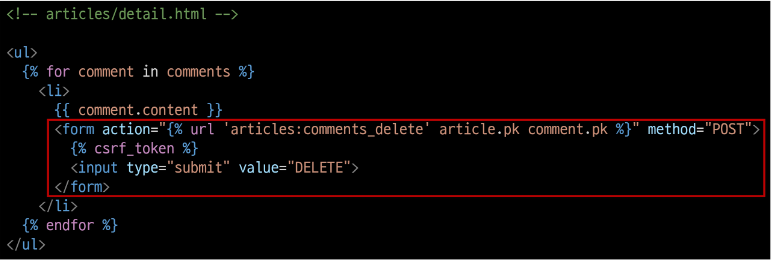 <!-- articles/detail.html -->
<ul>
{% for comment in comments %}
<li>
{{ comment.content }}
<form action="{% url 'articles:comments_delete' article.pk comment.pk %}" method="POST">
{% csrf_token %}
<input type="submit" value="DELETE">
</form>
</li>
{% endfor %}
</ul>